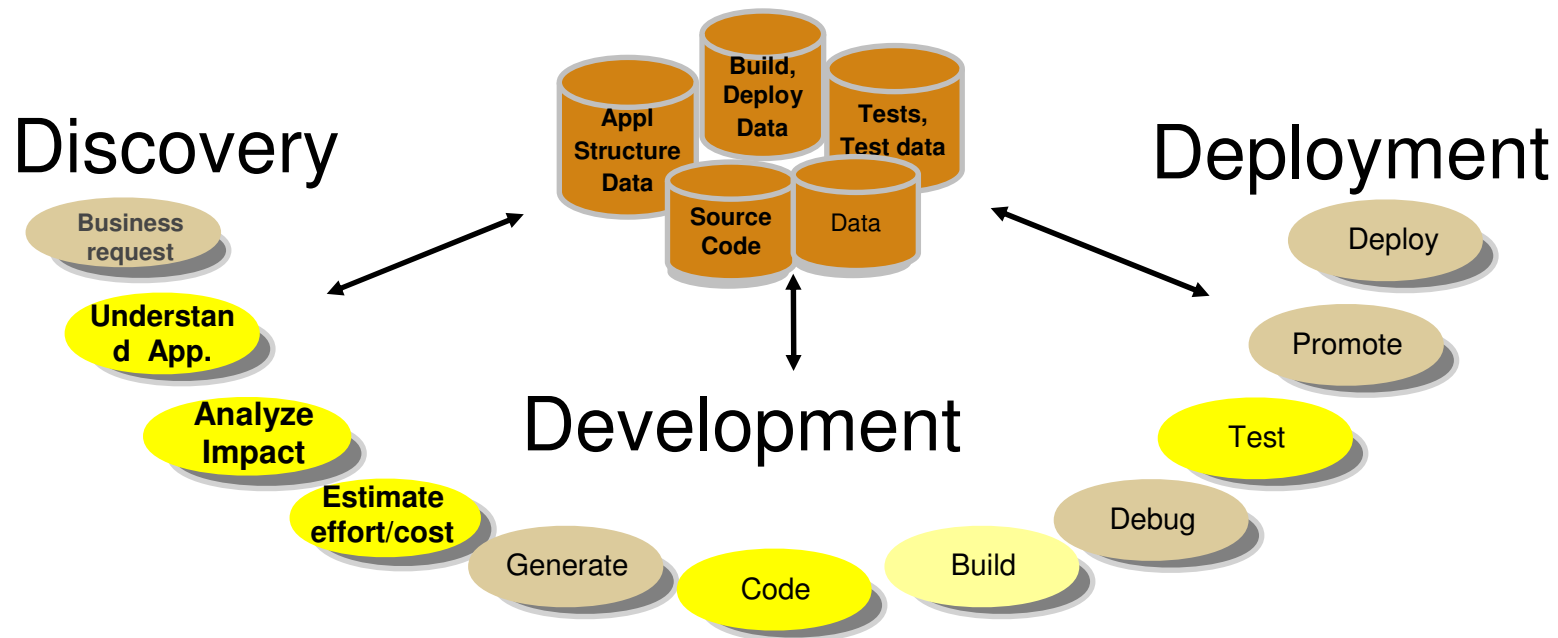 Discovery
Business
request
Understan
d App.
Analyze
Impact
Estimate
effort/cost
Generate
Appl
Structure
Data
Build,
Deploy
Data
Tests,
Test data
Source
Code
Data
Development
Code
Build
Debug
Test
Promote
Deploy
Deployment